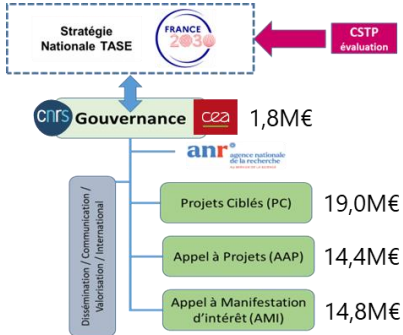 Stratégie
Nationale TASE
FRANCE
2030
CSTP
évaluation
cnrs
Gouvernance
cea
1,8M€
anr
agence nationale
de la recherche
Dissémination / Communication /
Valorisation / International
Projets Ciblés (PC)
19,0M€
Appel à Projets (AAP)
14,4M€
Appel à Manifestation
d'intérêt (AMI)
14,8M€